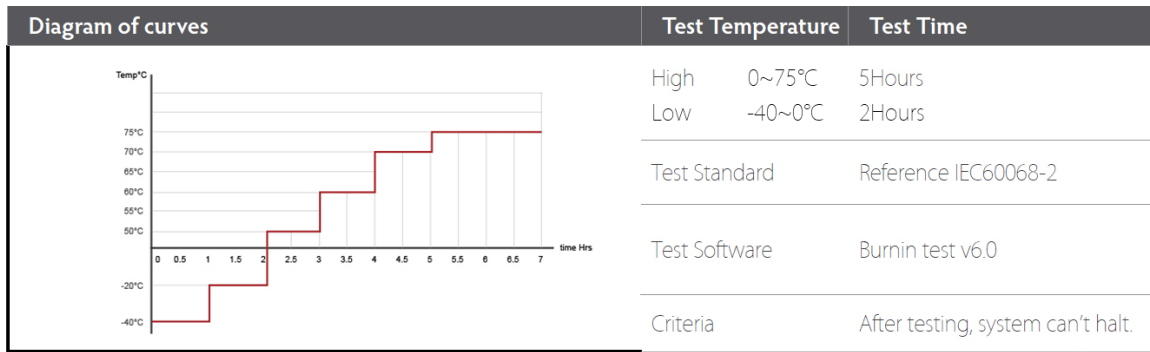 Diagram of curves Test Temperature Test Time
Temp°C
75°C
70°C
65°C
60°C
55°C
50°C
-20°C
-40°C
0 0.5 1 1.5 2 2.5 3 3.5 4 4.5 5 5.5 6 6.5 7
time Hrs
High 0~75°C 5Hours
Low -40~0°C 2Hours
Test Standard Reference IEC60068-2
Test Software Burnin test v6.0
Criteria After testing, system can't halt.